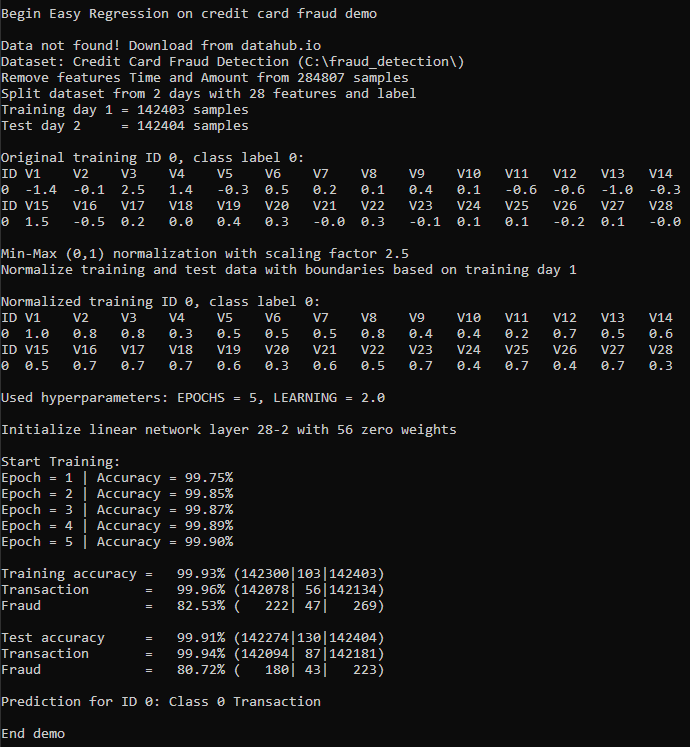 Begin Easy Regression on credit card fraud demo
Data not found! Download from datahub.io
Dataset: Credit Card Fraud Detection (C:\fraud_detection\)
Remove features Time and Amount from 284807 samples
Split dataset from 2 days with 28 features and label
Training day 1 = 142403 samples
Test day 2     = 142404 samples
Original training ID 0, class label 0:
ID V1    V2    V3    V4    V5    V6    V7    V8    V9    V10   V11   V12   V13   V14
0  -1.4  -0.1  2.5   1.4   -0.3  0.5   0.2   0.1   0.4   0.1   -0.6  -0.6  -1.0  -0.3
ID V15   V16   V17   V18   V19   V20   V21   V22   V23   V24   V25   V26   V27   V28
0  1.5   -0.5  0.2   0.0   0.4   0.3   -0.0  0.3   -0.1  0.1   0.1   -0.2  0.1   -0.0
Min-Max (0,1) normalization with scaling factor 2.5
Normalize training and test data with boundaries based on training day 1
Normalized training ID 0, class label 0:
ID V1    V2    V3    V4    V5    V6    V7    V8    V9    V10   V11   V12   V13   V14
0  1.0   0.8   0.8   0.3   0.5   0.5   0.5   0.8   0.4   0.4   0.2   0.7   0.5   0.6
ID V15   V16   V17   V18   V19   V20   V21   V22   V23   V24   V25   V26   V27   V28
0  0.5   0.7   0.7   0.7   0.6   0.3   0.6   0.5   0.7   0.4   0.7   0.4   0.7   0.3
Used hyperparameters: EPOCHS = 5, LEARNING = 2.0
Initialize linear network layer 28-2 with 56 zero weights
Start Training:
Epoch = 1 | Accuracy = 99.75%
Epoch = 2 | Accuracy = 99.85%
Epoch = 3 | Accuracy = 99.87%
Epoch = 4 | Accuracy = 99.89%
Epoch = 5 | Accuracy = 99.90%
Training accuracy =   99.93% (142300|103|142403)
Transaction       =   99.96% (142078| 56|142134)
Fraud             =   82.53% (   222| 47|   269)
Test accuracy     =   99.91% (142274|130|142404)
Transaction       =   99.94% (142094| 87|142181)
Fraud             =   80.72% (   180| 43|   223)
Prediction for ID 0: Class 0 Transaction
End demo